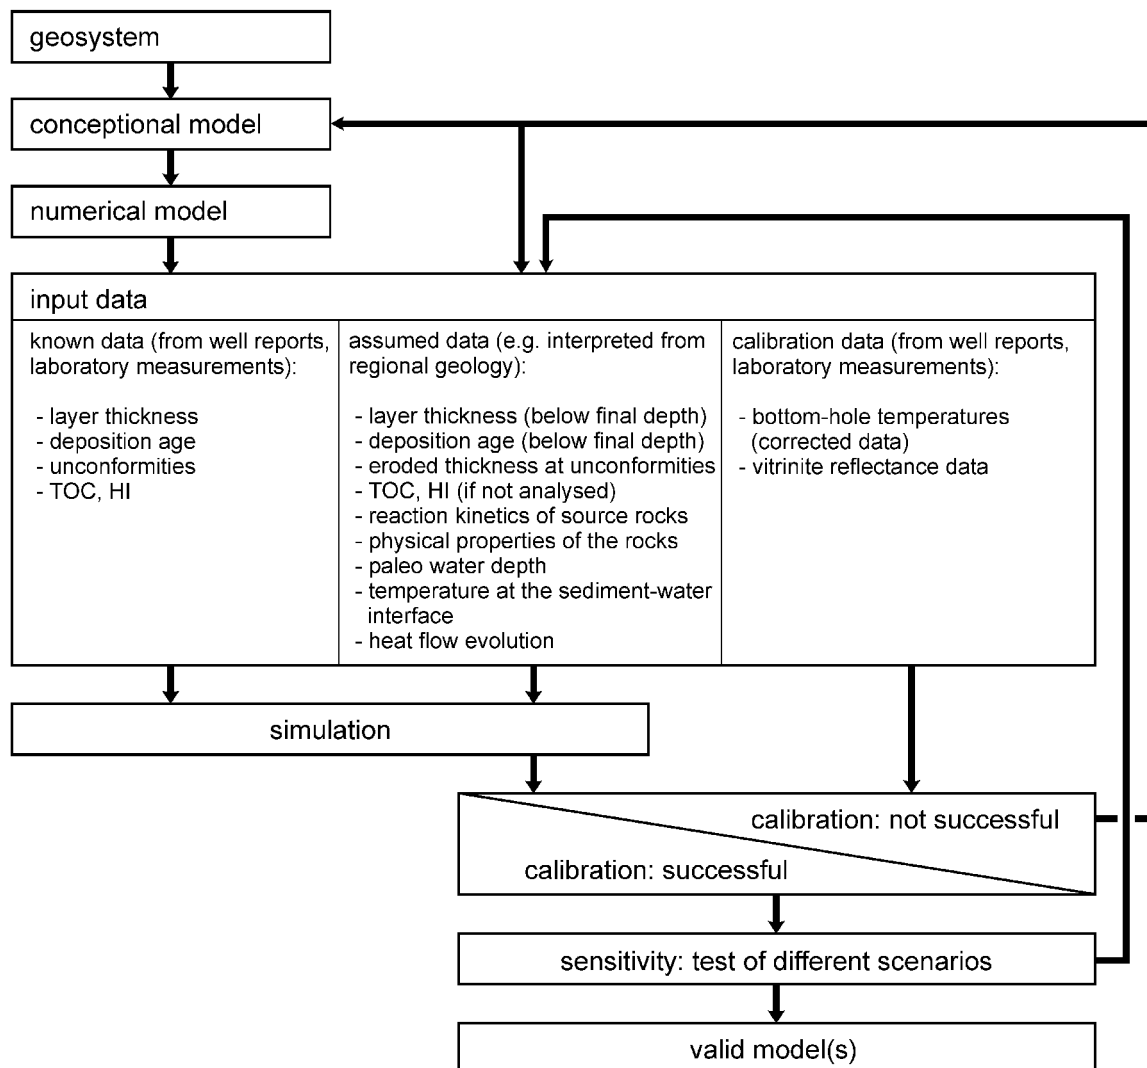 geosystem
conceptional model
numerical model
input data
known data (from well reports,
laboratory measurements):
- layer thickness
- deposition age
- unconformities
- TOC, HI
assumed data (e.g. interpreted from
regional geology):
- layer thickness (below final depth)
- deposition age (below final depth)
- eroded thickness at unconformities
- TOC, HI (if not analysed)
- reaction kinetics of source rocks
- physical properties of the rocks
- paleo water depth
- temperature at the sediment-water
interface
- heat flow evolution
calibration data (from well reports,
laboratory measurements):
- bottom-hole temperatures
(corrected data)
- vitrinite reflectance data
simulation
calibration: not successful
calibration: successful
sensitivity: test of different scenarios
valid model(s)